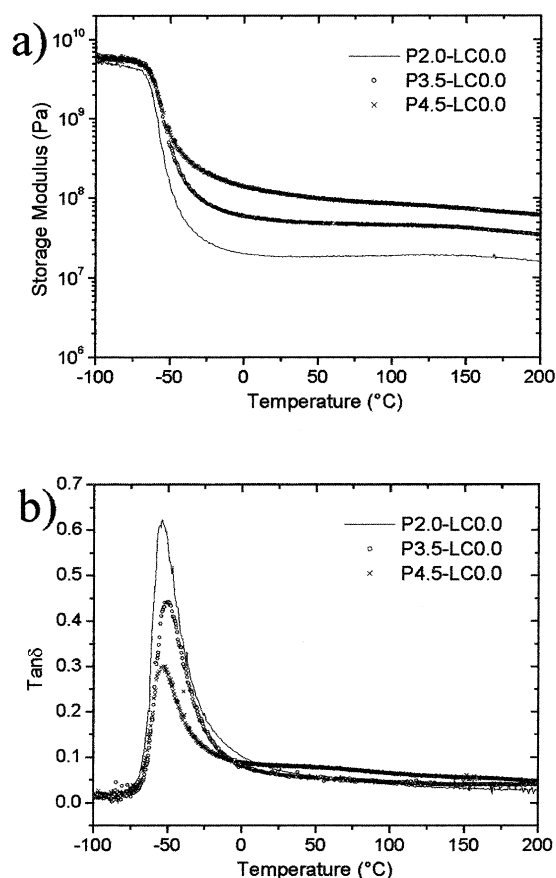 a)
10^10
10^9
10^8
10^7
10^6
Storage Modulus (Pa)
P2.0-LC0.0
P3.5-LC0.0
P4.5-LC0.0
-100 -50 0 50 100 150 200
Temperature (°C)
b)
0.7
0.6
0.5
0.4
0.3
0.2
0.1
0.0
Tanδ
P2.0-LC0.0
P3.5-LC0.0
P4.5-LC0.0
-100 -50 0 50 100 150 200
Temperature (°C)